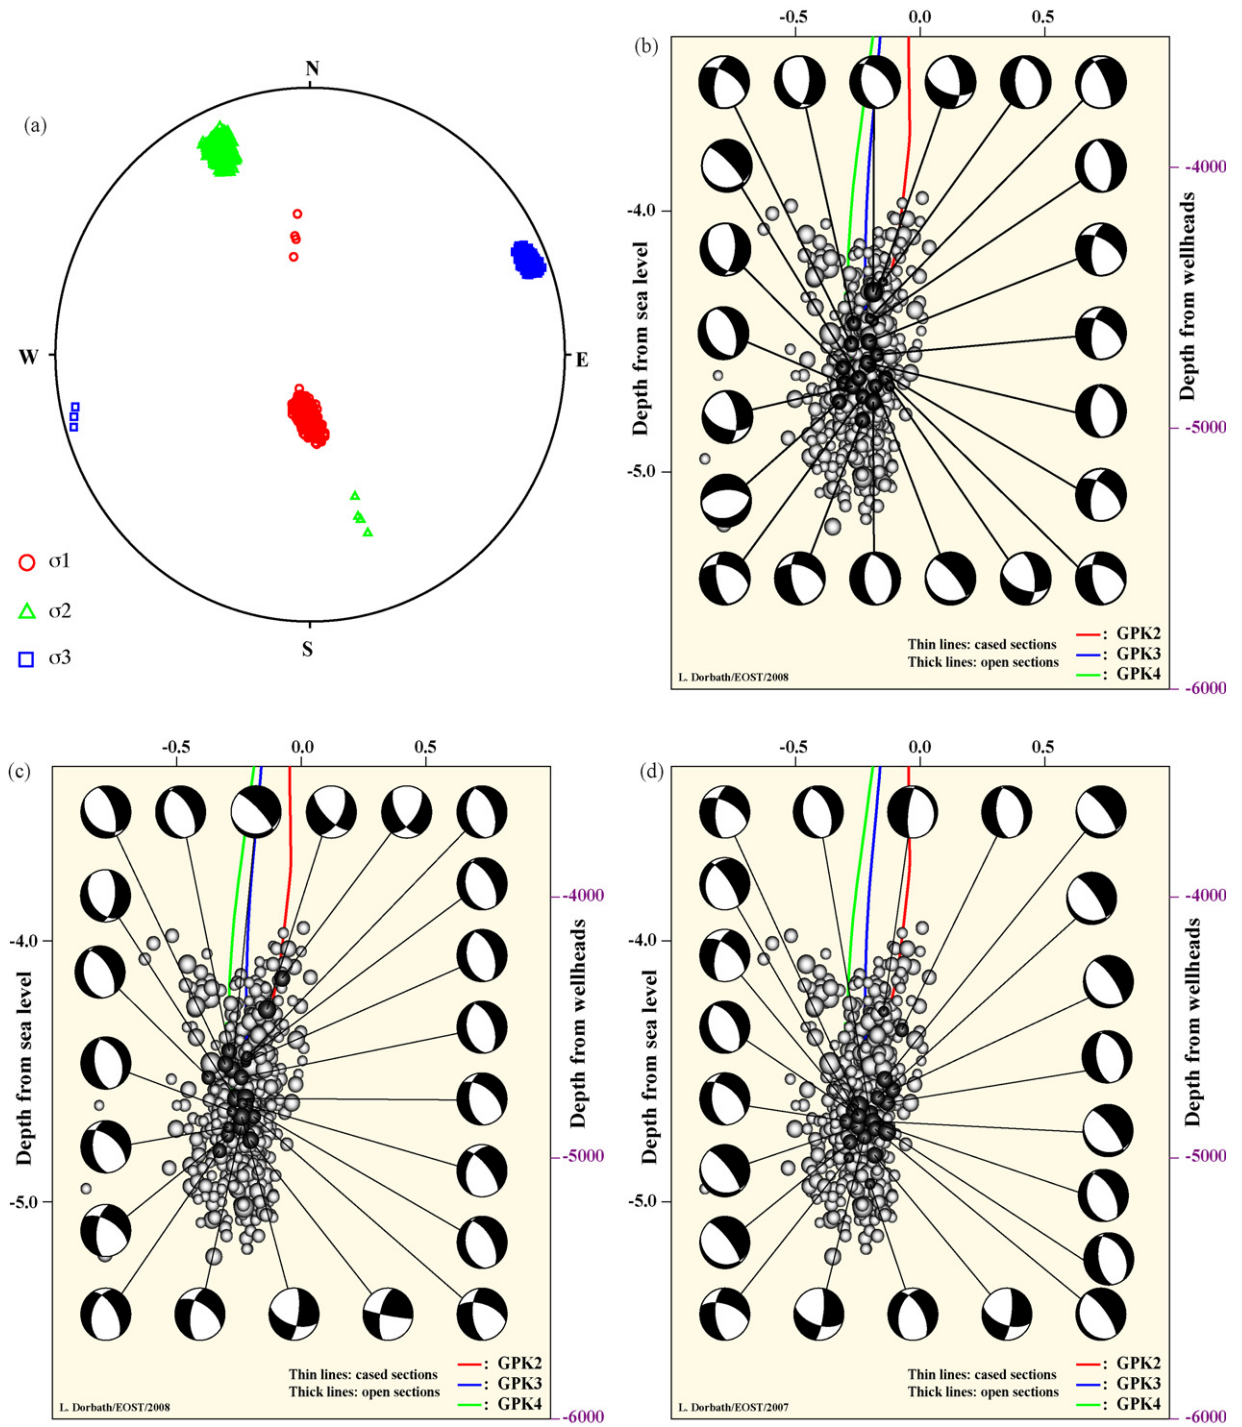 (a)
N
W
E
S
σ1
σ2
σ3
(b)
-0.5 0.0 0.5
Depth from sea level
-4.0
-5.0
Depth from wellheads
-4000
-5000
-6000
Thin lines: cased sections
Thick lines: open sections
: GPK2
: GPK3
: GPK4
L. Dorbath/EOST/2008
(c)
-0.5 0.0 0.5
Depth from sea level
-4.0
-5.0
Depth from wellheads
-4000
-5000
-6000
Thin lines: cased sections
Thick lines: open sections
: GPK2
: GPK3
: GPK4
L. Dorbath/EOST/2008
(d)
-0.5 0.0 0.5
Depth from sea level
-4.0
-5.0
Depth from wellheads
-4000
-5000
-6000
Thin lines: cased sections
Thick lines: open sections
: GPK2
: GPK3
: GPK4
L. Dorbath/EOST/2007